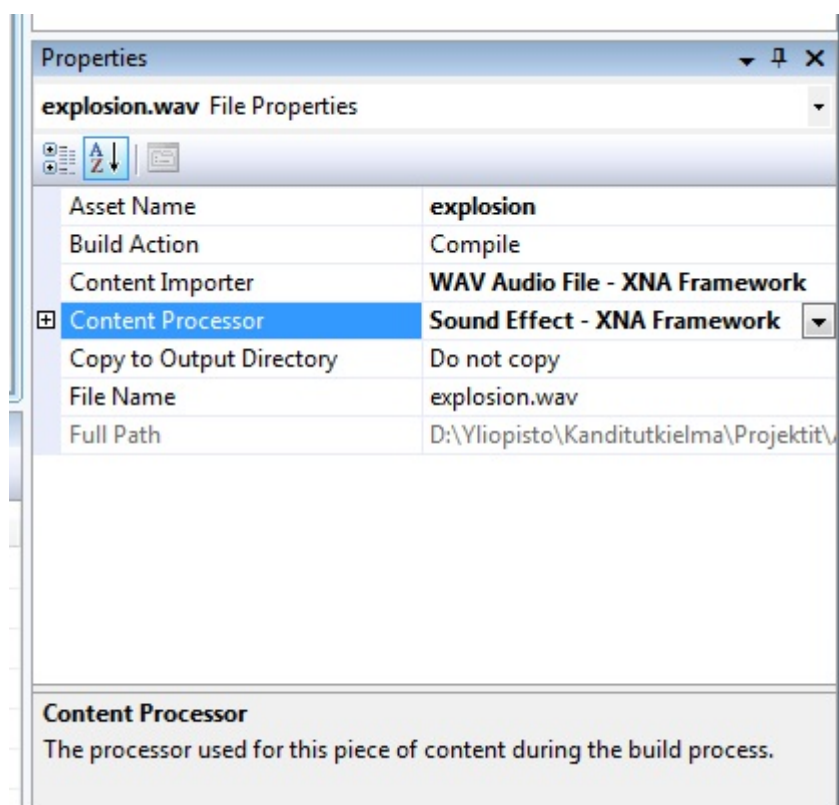 Properties
explosion.wav File Properties
Asset Name explosion
Build Action Compile
Content Importer WAV Audio File - XNA Framework
Content Processor Sound Effect - XNA Framework
Copy to Output Directory Do not copy
File Name explosion.wav
Full Path D:\Yliopisto\Kanditutkielma\Projektit\
Content Processor
The processor used for this piece of content during the build process.